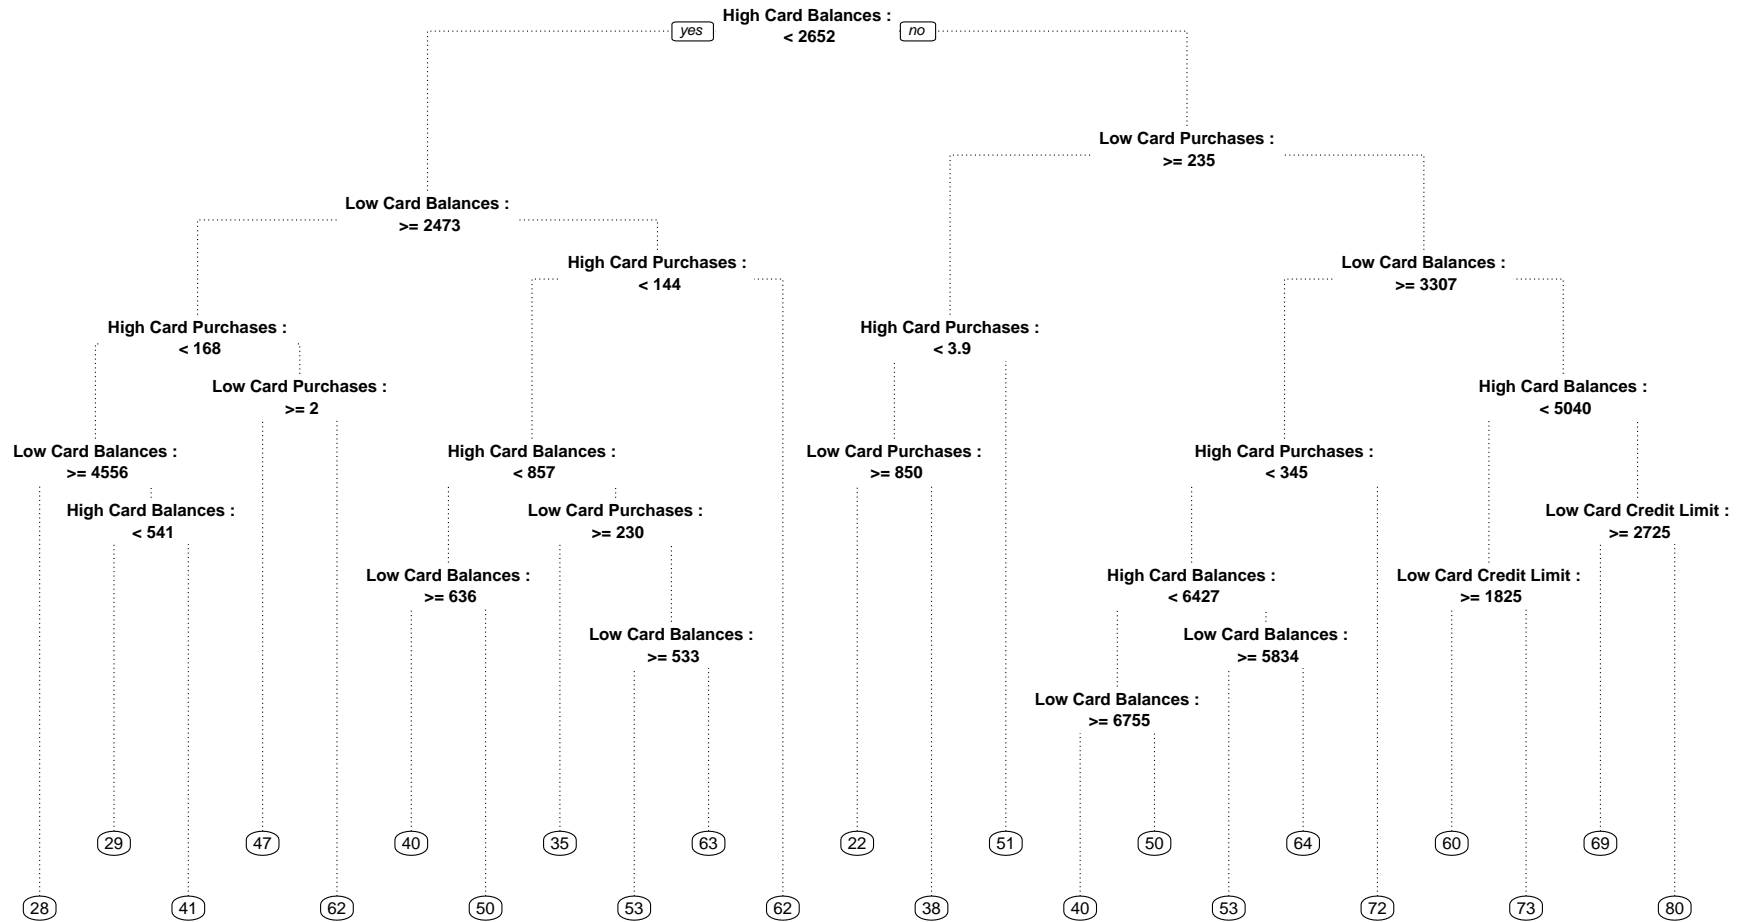 High Card Balances :
yes
< 2652
no
Low Card Purchases :
>= 235
Low Card Balances :
>= 2473
High Card Purchases :
< 144
Low Card Balances :
>= 3307
High Card Purchases :
< 168
High Card Purchases :
< 3.9
Low Card Purchases :
>= 2
High Card Balances :
< 5040
Low Card Balances :
>= 4556
High Card Balances :
< 857
Low Card Purchases :
>= 850
High Card Purchases :
< 345
High Card Balances :
< 541
Low Card Purchases :
>= 230
Low Card Credit Limit :
>= 2725
Low Card Balances :
>= 636
High Card Balances :
< 6427
Low Card Credit Limit :
>= 1825
Low Card Balances :
>= 533
Low Card Balances :
>= 5834
Low Card Balances :
>= 6755
29
47
40
35
63
22
51
50
64
60
69
28
41
62
50
53
62
38
40
53
72
73
80